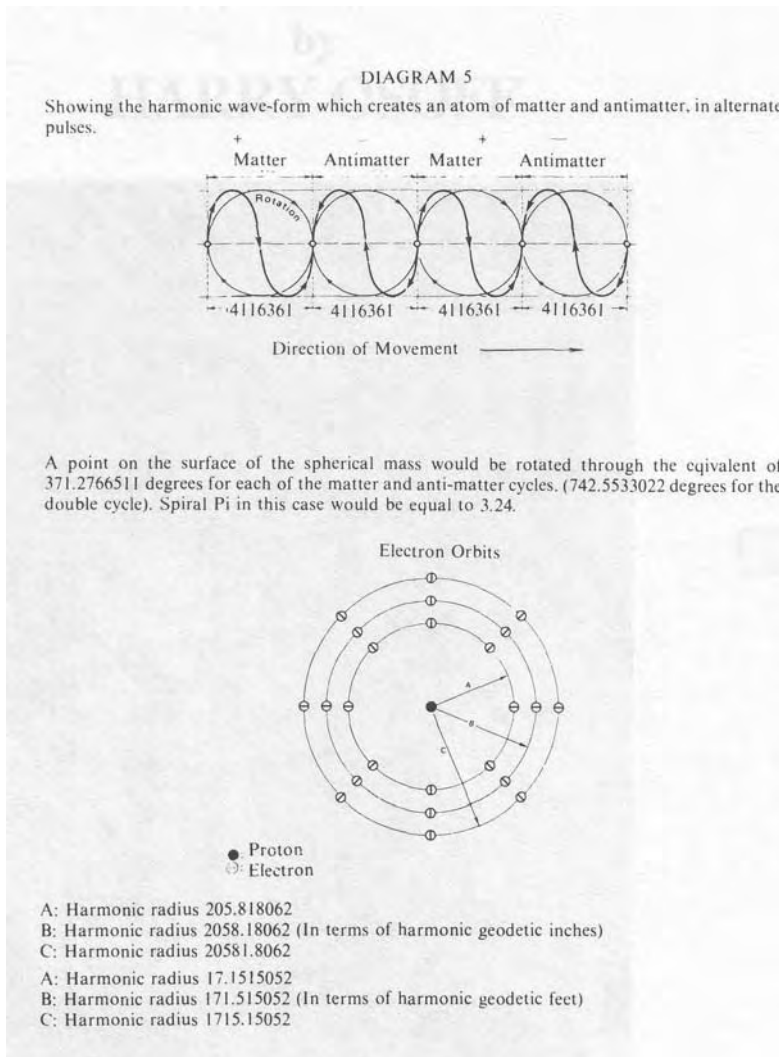 DIAGRAM 5
Showing the harmonic wave-form which creates an atom of matter and antimatter, in alternate
pulses.
+ − + —
Matter Antimatter Matter Antimatter
Rotation
4116361 4116361 4116361 4116361
Direction of Movement
A point on the surface of the spherical mass would be rotated through the eqivalent of
371.2766511 degrees for each of the matter and anti-matter cycles. (742.5533022 degrees for the
double cycle). Spiral Pi in this case would be equal to 3.24.
Electron Orbits
A
B
C
Proton
Electron
A: Harmonic radius 205.818062
B: Harmonic radius 2058.18062 (In terms of harmonic geodetic inches)
C: Harmonic radius 20581.8062
A: Harmonic radius 17.1515052
B: Harmonic radius 171.515052 (In terms of harmonic geodetic feet)
C: Harmonic radius 1715.15052